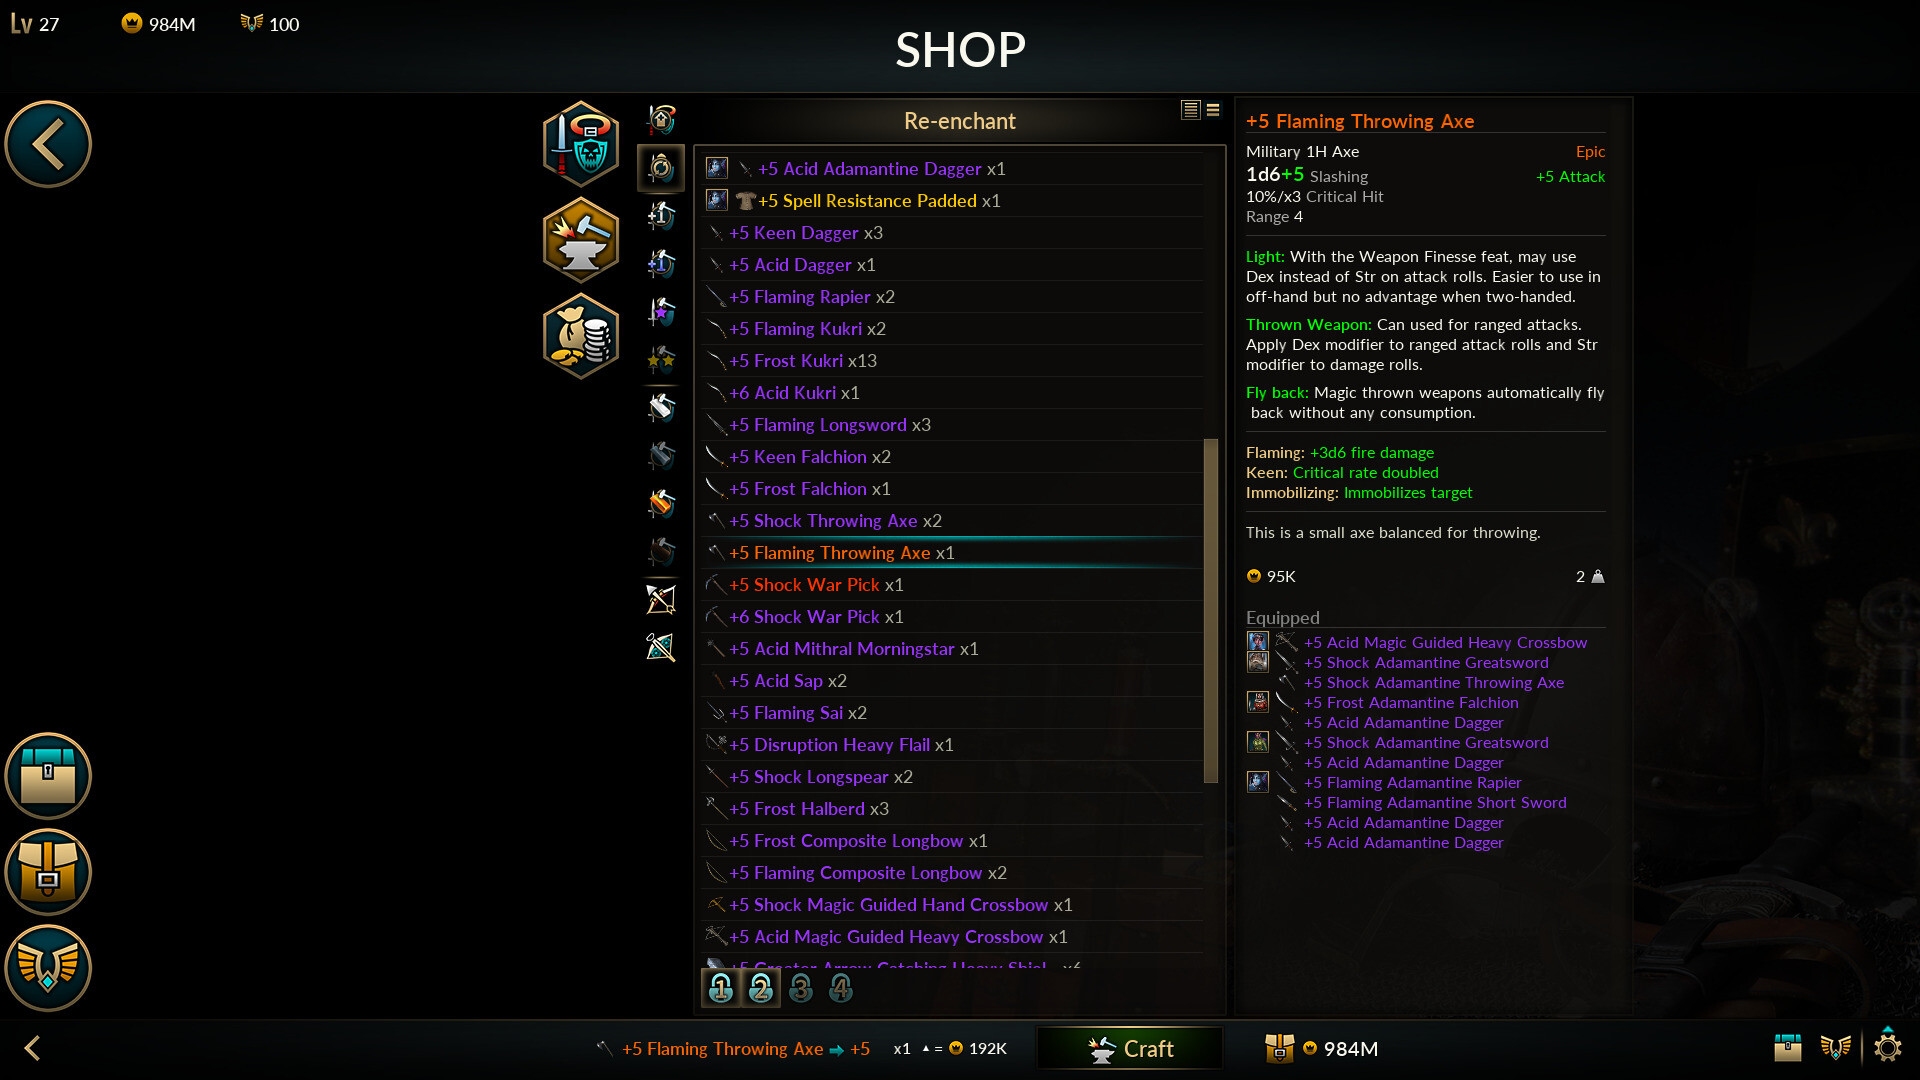 Lv 27
984M
100
SHOP
Re-enchant
+5 Acid Adamantine Dagger x1
+5 Spell Resistance Padded x1
+5 Keen Dagger x3
+5 Acid Dagger x1
+5 Flaming Rapier x2
+5 Flaming Kukri x2
+5 Frost Kukri x13
+6 Acid Kukri x1
+5 Flaming Longsword x3
+5 Keen Falchion x2
+5 Frost Falchion x1
+5 Shock Throwing Axe x2
+5 Flaming Throwing Axe x1
+5 Shock War Pick x1
+6 Shock War Pick x1
+5 Acid Mithral Morningstar x1
+5 Acid Sap x2
+5 Flaming Sai x2
+5 Disruption Heavy Flail x1
+5 Shock Longspear x2
+5 Frost Halberd x3
+5 Frost Composite Longbow x1
+5 Flaming Composite Longbow x2
+5 Shock Magic Guided Hand Crossbow x1
+5 Acid Magic Guided Heavy Crossbow x1
+5 Greater Arrow Catching Heavy Shiel... x6
1 2 3 4
+1
+1
+5 Flaming Throwing Axe
Military 1H Axe Epic
1d6+5 Slashing +5 Attack
10%/x3 Critical Hit
Range 4
Light: With the Weapon Finesse feat, may use
Dex instead of Str on attack rolls. Easier to use in
off-hand but no advantage when two-handed.
Thrown Weapon: Can used for ranged attacks.
Apply Dex modifier to ranged attack rolls and Str
modifier to damage rolls.
Fly back: Magic thrown weapons automatically fly
back without any consumption.
Flaming: +3d6 fire damage
Keen: Critical rate doubled
Immobilizing: Immobilizes target
This is a small axe balanced for throwing.
95K 2
Equipped
+5 Acid Magic Guided Heavy Crossbow
+5 Shock Adamantine Greatsword
+5 Shock Adamantine Throwing Axe
+5 Frost Adamantine Falchion
+5 Acid Adamantine Dagger
+5 Shock Adamantine Greatsword
+5 Acid Adamantine Dagger
+5 Flaming Adamantine Rapier
+5 Flaming Adamantine Short Sword
+5 Acid Adamantine Dagger
+5 Acid Adamantine Dagger
+5 Flaming Throwing Axe → +5 x1 ▲ = 192K
Craft
984M